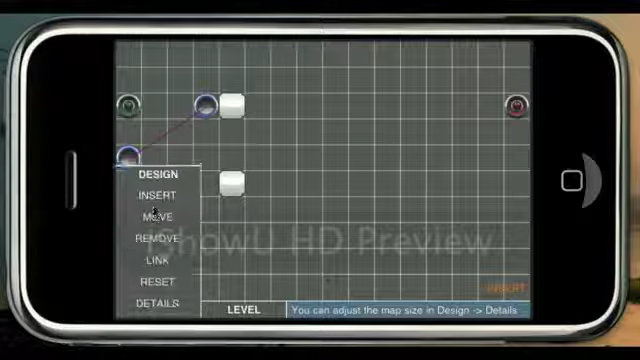 DESIGN
INSERT
MOVE
REMOVE
LINK
RESET
DETAILS
iShowU HD Preview
INSERT
LEVEL
You can adjust the map size in Design -> Details